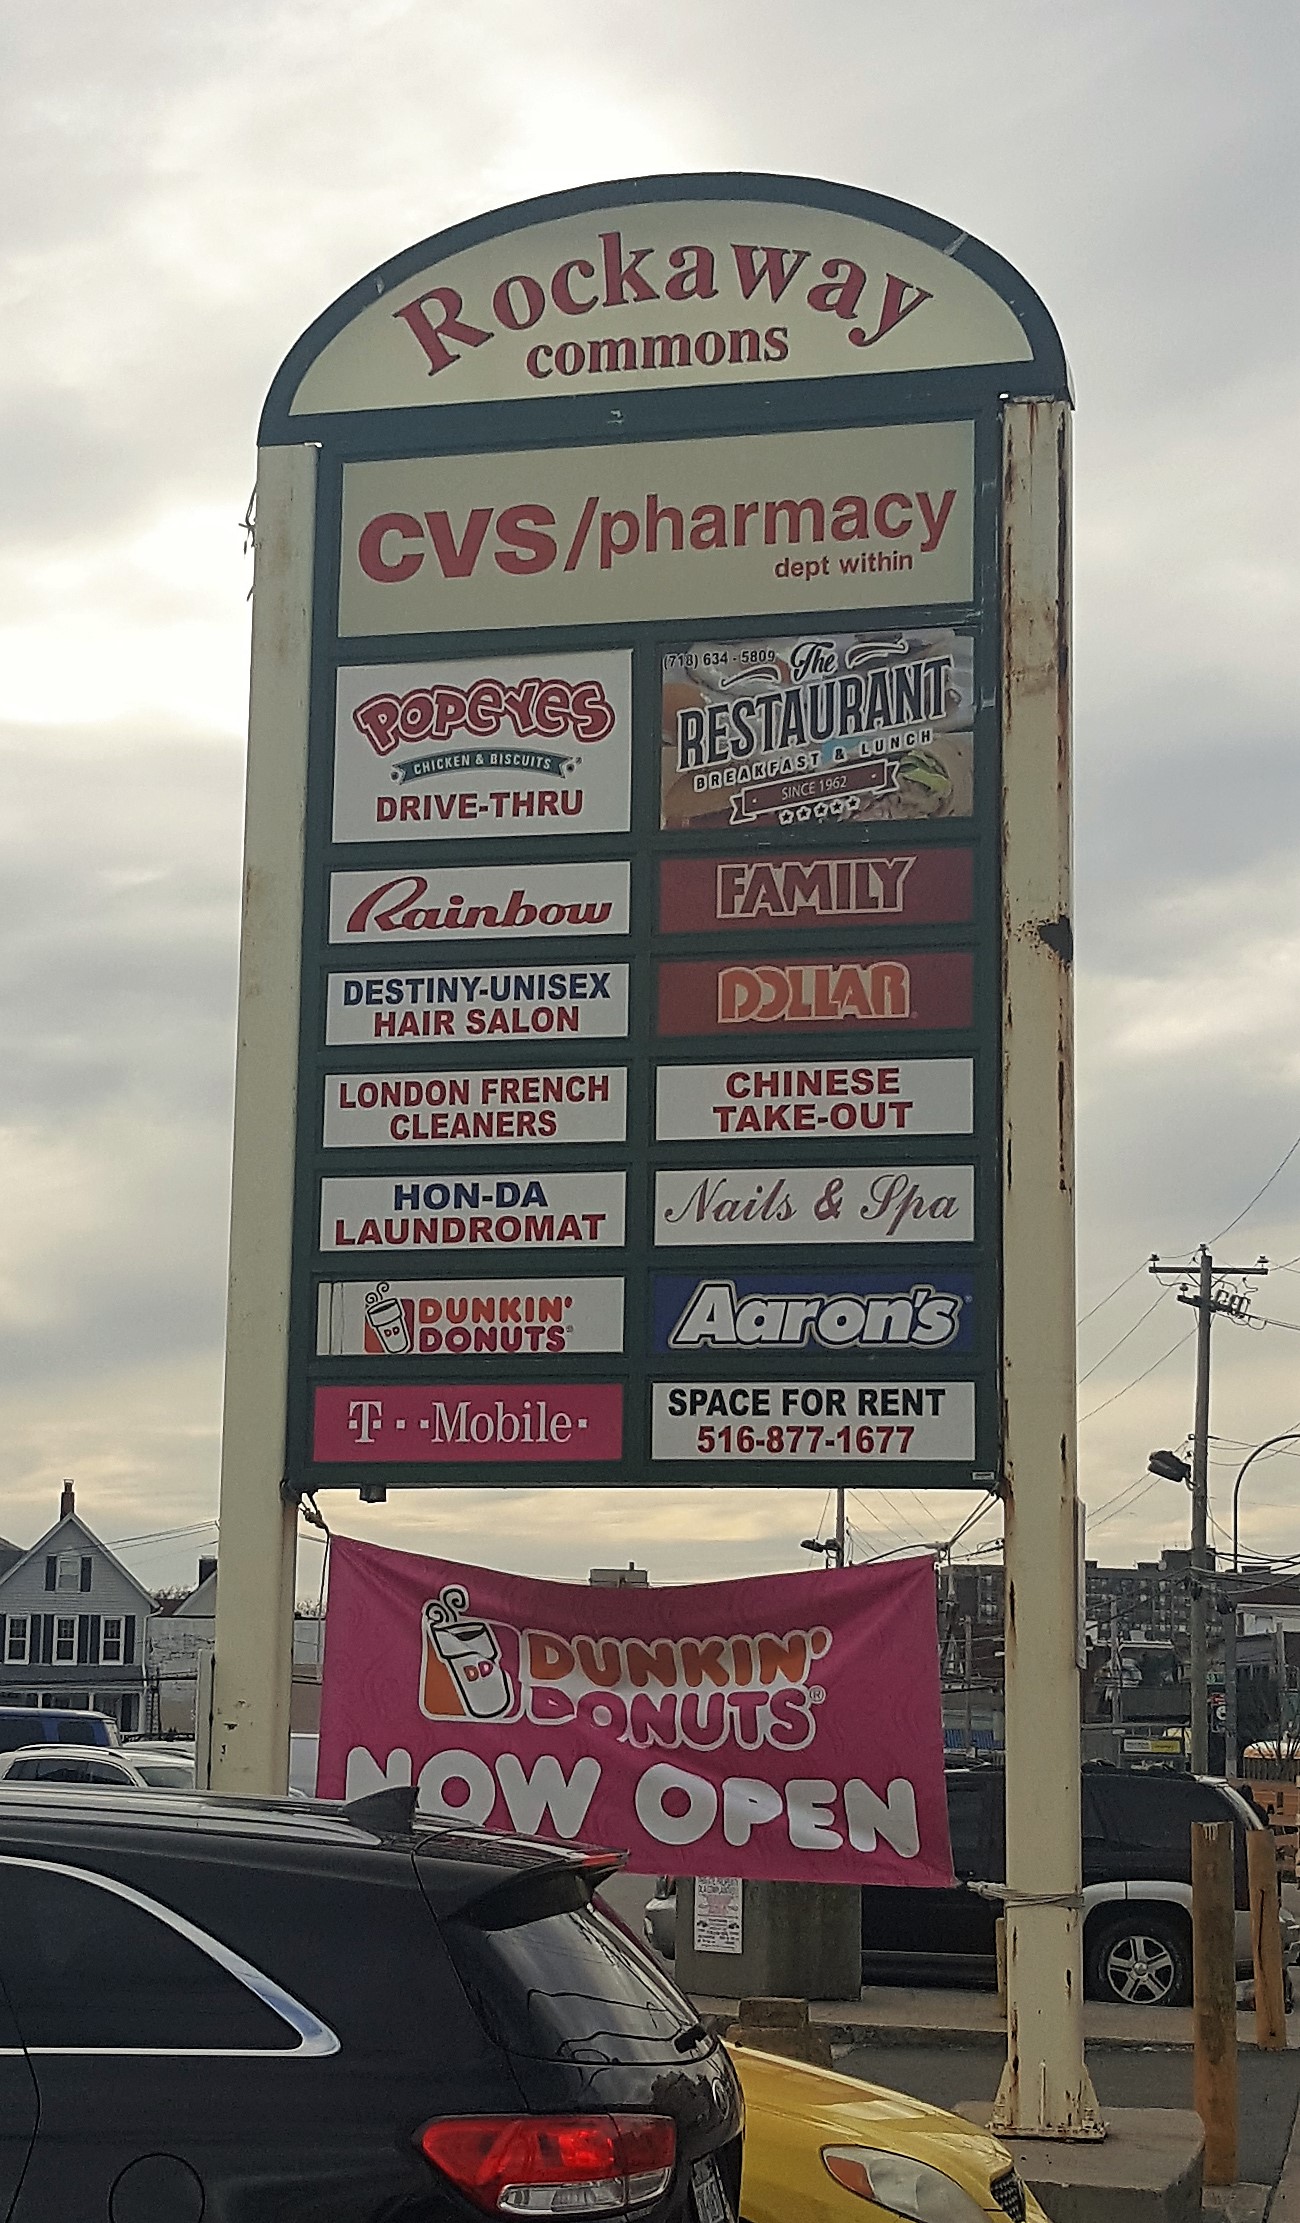 Rockaway
commons
CVS/pharmacy
dept within
POPEYES
CHICKEN & BISCUITS
DRIVE-THRU
(718) 634 - 5809
The
RESTAURANT
BREAKFAST & LUNCH
SINCE 1962
Rainbow
FAMILY
DESTINY-UNISEX
HAIR SALON
DOLLAR
LONDON FRENCH
CLEANERS
CHINESE
TAKE-OUT
HON-DA
LAUNDROMAT
Nails & Spa
DD
DUNKIN'
DONUTS
Aaron's
T··Mobile·
SPACE FOR RENT
516-877-1677
DD
DUNKIN'
DONUTS®
NOW OPEN